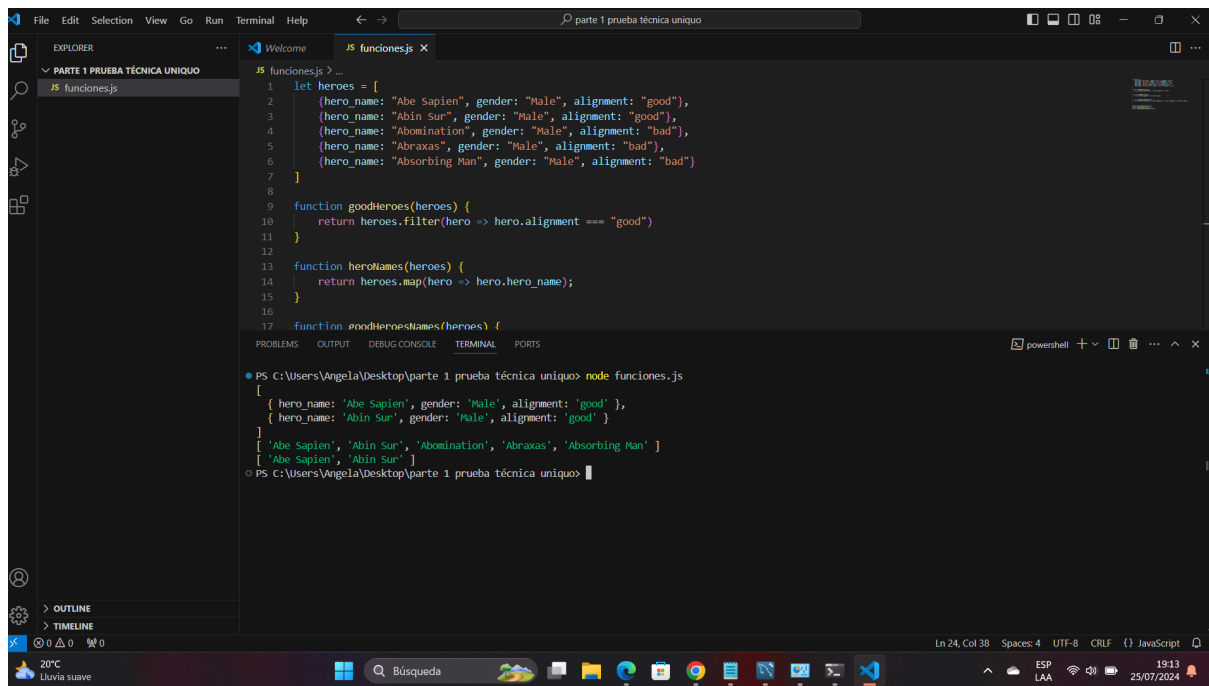 File Edit Selection View Go Run Terminal Help
parte 1 prueba técnica uniquo
EXPLORER
PARTE 1 PRUEBA TÉCNICA UNIQUO
JS funciones.js
OUTLINE
TIMELINE
Welcome
JS funciones.js
JS funciones.js > ...
1 let heroes = [
2     {hero_name: "Abe Sapien", gender: "Male", alignment: "good"},
3     {hero_name: "Abin Sur", gender: "Male", alignment: "good"},
4     {hero_name: "Abomination", gender: "Male", alignment: "bad"},
5     {hero_name: "Abraxas", gender: "Male", alignment: "bad"},
6     {hero_name: "Absorbing Man", gender: "Male", alignment: "bad"}
7 ]
8
9 function goodHeroes(heroes) {
10     return heroes.filter(hero => hero.alignment === "good")
11 }
12
13 function heroNames(heroes) {
14     return heroes.map(hero => hero.hero_name);
15 }
16
17 function goodHeroesNames(heroes) {
PROBLEMS OUTPUT DEBUG CONSOLE TERMINAL PORTS
powershell
PS C:\Users\Angela\Desktop\parte 1 prueba técnica uniquo> node funciones.js
[
  { hero_name: 'Abe Sapien', gender: 'Male', alignment: 'good' },
  { hero_name: 'Abin Sur', gender: 'Male', alignment: 'good' }
]
[ 'Abe Sapien', 'Abin Sur', 'Abomination', 'Abraxas', 'Absorbing Man' ]
[ 'Abe Sapien', 'Abin Sur' ]
PS C:\Users\Angela\Desktop\parte 1 prueba técnica uniquo>
0 0 0
Ln 24, Col 38 Spaces: 4 UTF-8 CRLF {} JavaScript
20°C
Lluvia suave
Búsqueda
ESP
LAA
19:13
25/07/2024